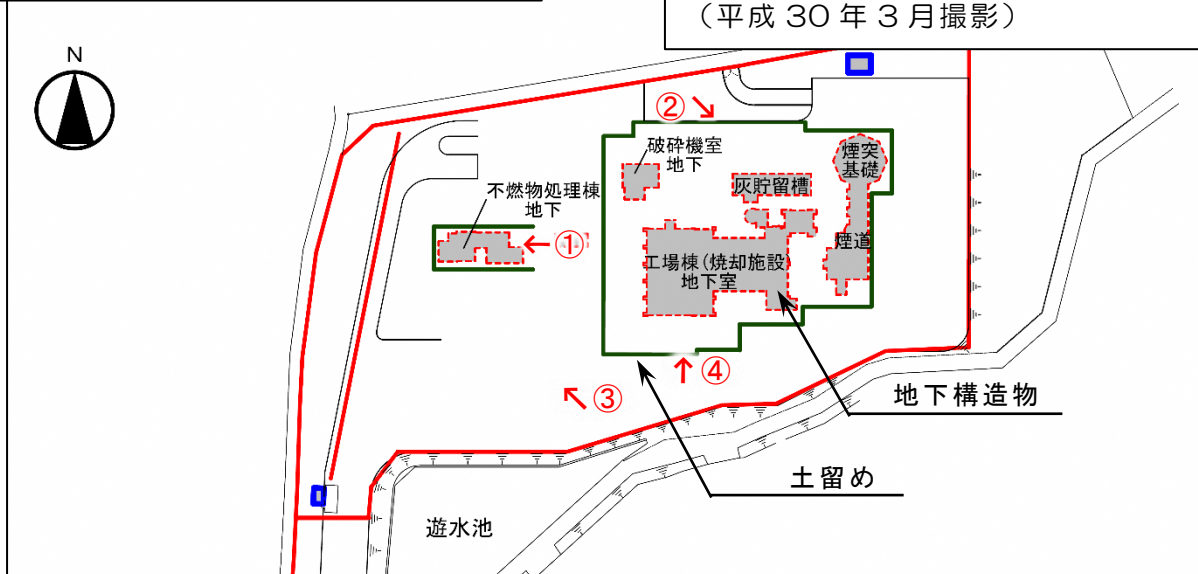 （平成 30 年 3 月撮影）
N
②
破砕機室
地下
煙突
基礎
不燃物処理棟
地下
灰貯留槽
①
煙道
工場棟(焼却施設)
地下室
④
③
地下構造物
土留め
遊水池